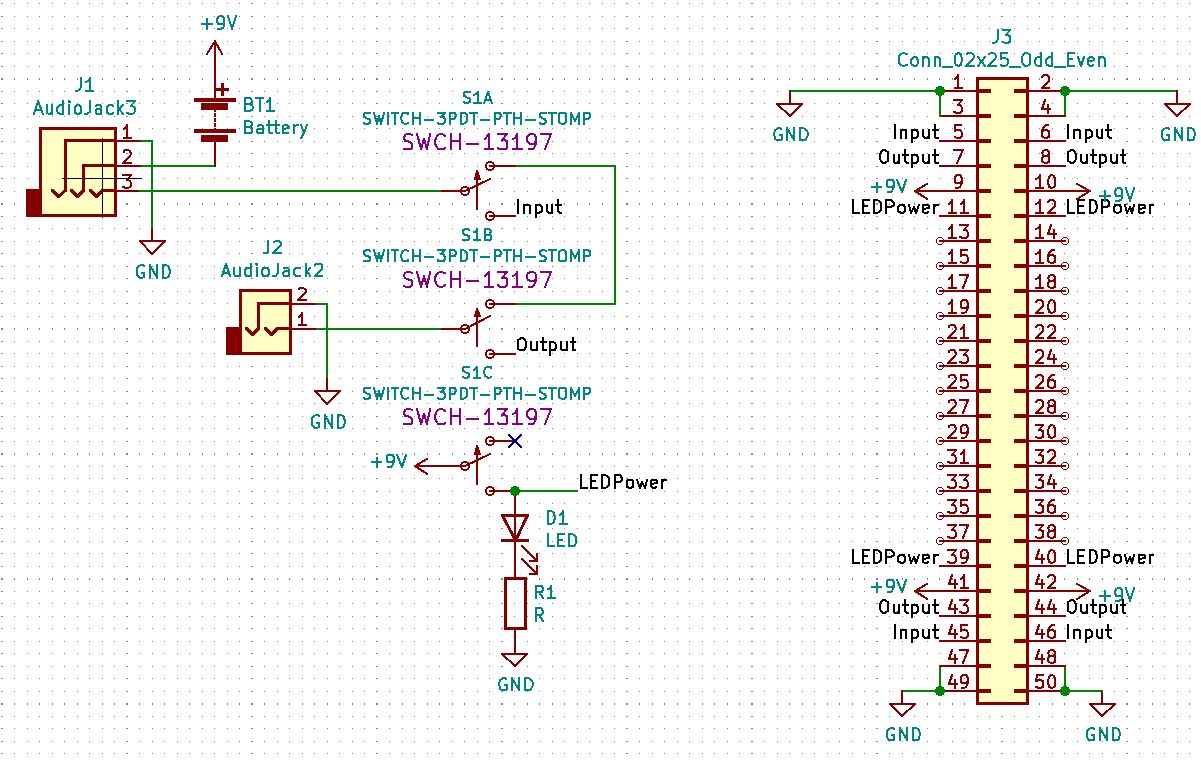 +9V
J1
AudioJack3
1
2
3
BT1
Battery
GND
S1A
SWITCH-3PDT-PTH-STOMP
SWCH-13197
Input
J2
AudioJack2
2
1
GND
S1B
SWITCH-3PDT-PTH-STOMP
SWCH-13197
Output
S1C
SWITCH-3PDT-PTH-STOMP
SWCH-13197
+9V
LEDPower
D1
LED
R1
R
GND
J3
Conn_02x25_Odd_Even
GND
GND
1 2
3 4
Input 5 6 Input
Output 7 8 Output
+9V 9 10 +9V
LEDPower 11 12 LEDPower
13 14
15 16
17 18
19 20
21 22
23 24
25 26
27 28
29 30
31 32
33 34
35 36
37 38
LEDPower 39 40 LEDPower
+9V 41 42 +9V
Output 43 44 Output
Input 45 46 Input
47 48
49 50
GND
GND